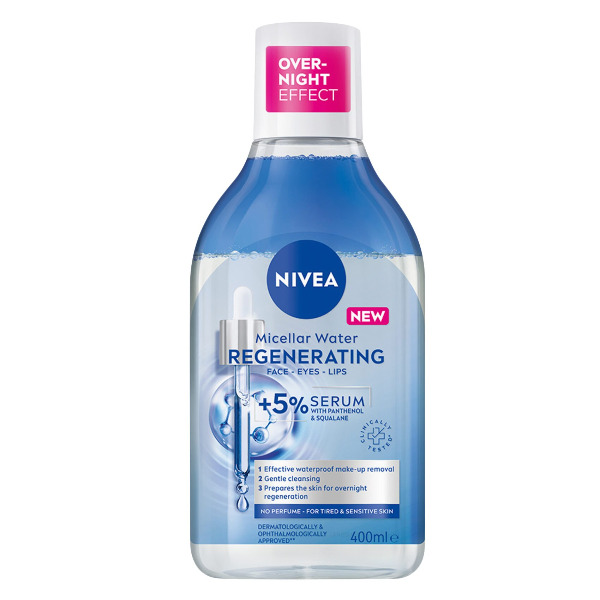 OVER-
NIGHT
EFFECT
NIVEA
NEW
Micellar Water
REGENERATING
FACE - EYES - LIPS
+5% SERUM
WITH PANTHENOL
& SQUALANE
CLINICALLY
TESTED*
1 Effective waterproof make-up removal
2 Gentle cleansing
3 Prepares the skin for overnight
regeneration
NO PERFUME - FOR TIRED & SENSITIVE SKIN
DERMATOLOGICALLY &
OPHTHALMOLOGICALLY
APPROVED**
400ml ℮